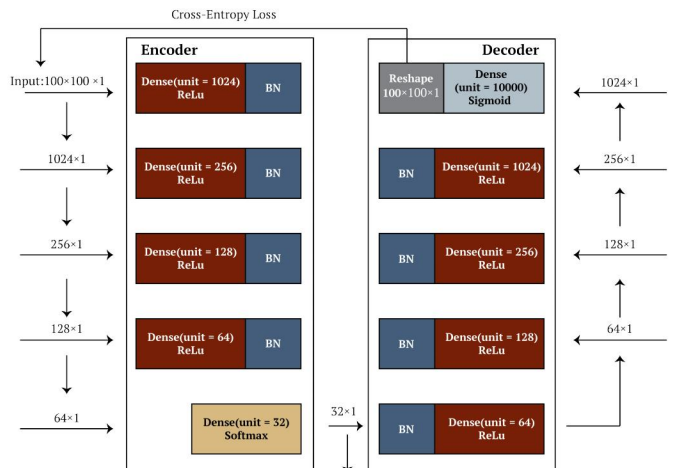 Cross-Entropy Loss
Encoder
Decoder
Input:100×100 ×1
Dense(unit = 1024)
ReLu
BN
Reshape
100×100×1
Dense
(unit = 10000)
Sigmoid
1024×1
1024×1
Dense(unit = 256)
ReLu
BN
BN
Dense(unit = 1024)
ReLu
256×1
256×1
Dense(unit = 128)
ReLu
BN
BN
Dense(unit = 256)
ReLu
128×1
128×1
Dense(unit = 64)
ReLu
BN
BN
Dense(unit = 128)
ReLu
64×1
64×1
Dense(unit = 32)
Softmax
32×1
BN
Dense(unit = 64)
ReLu